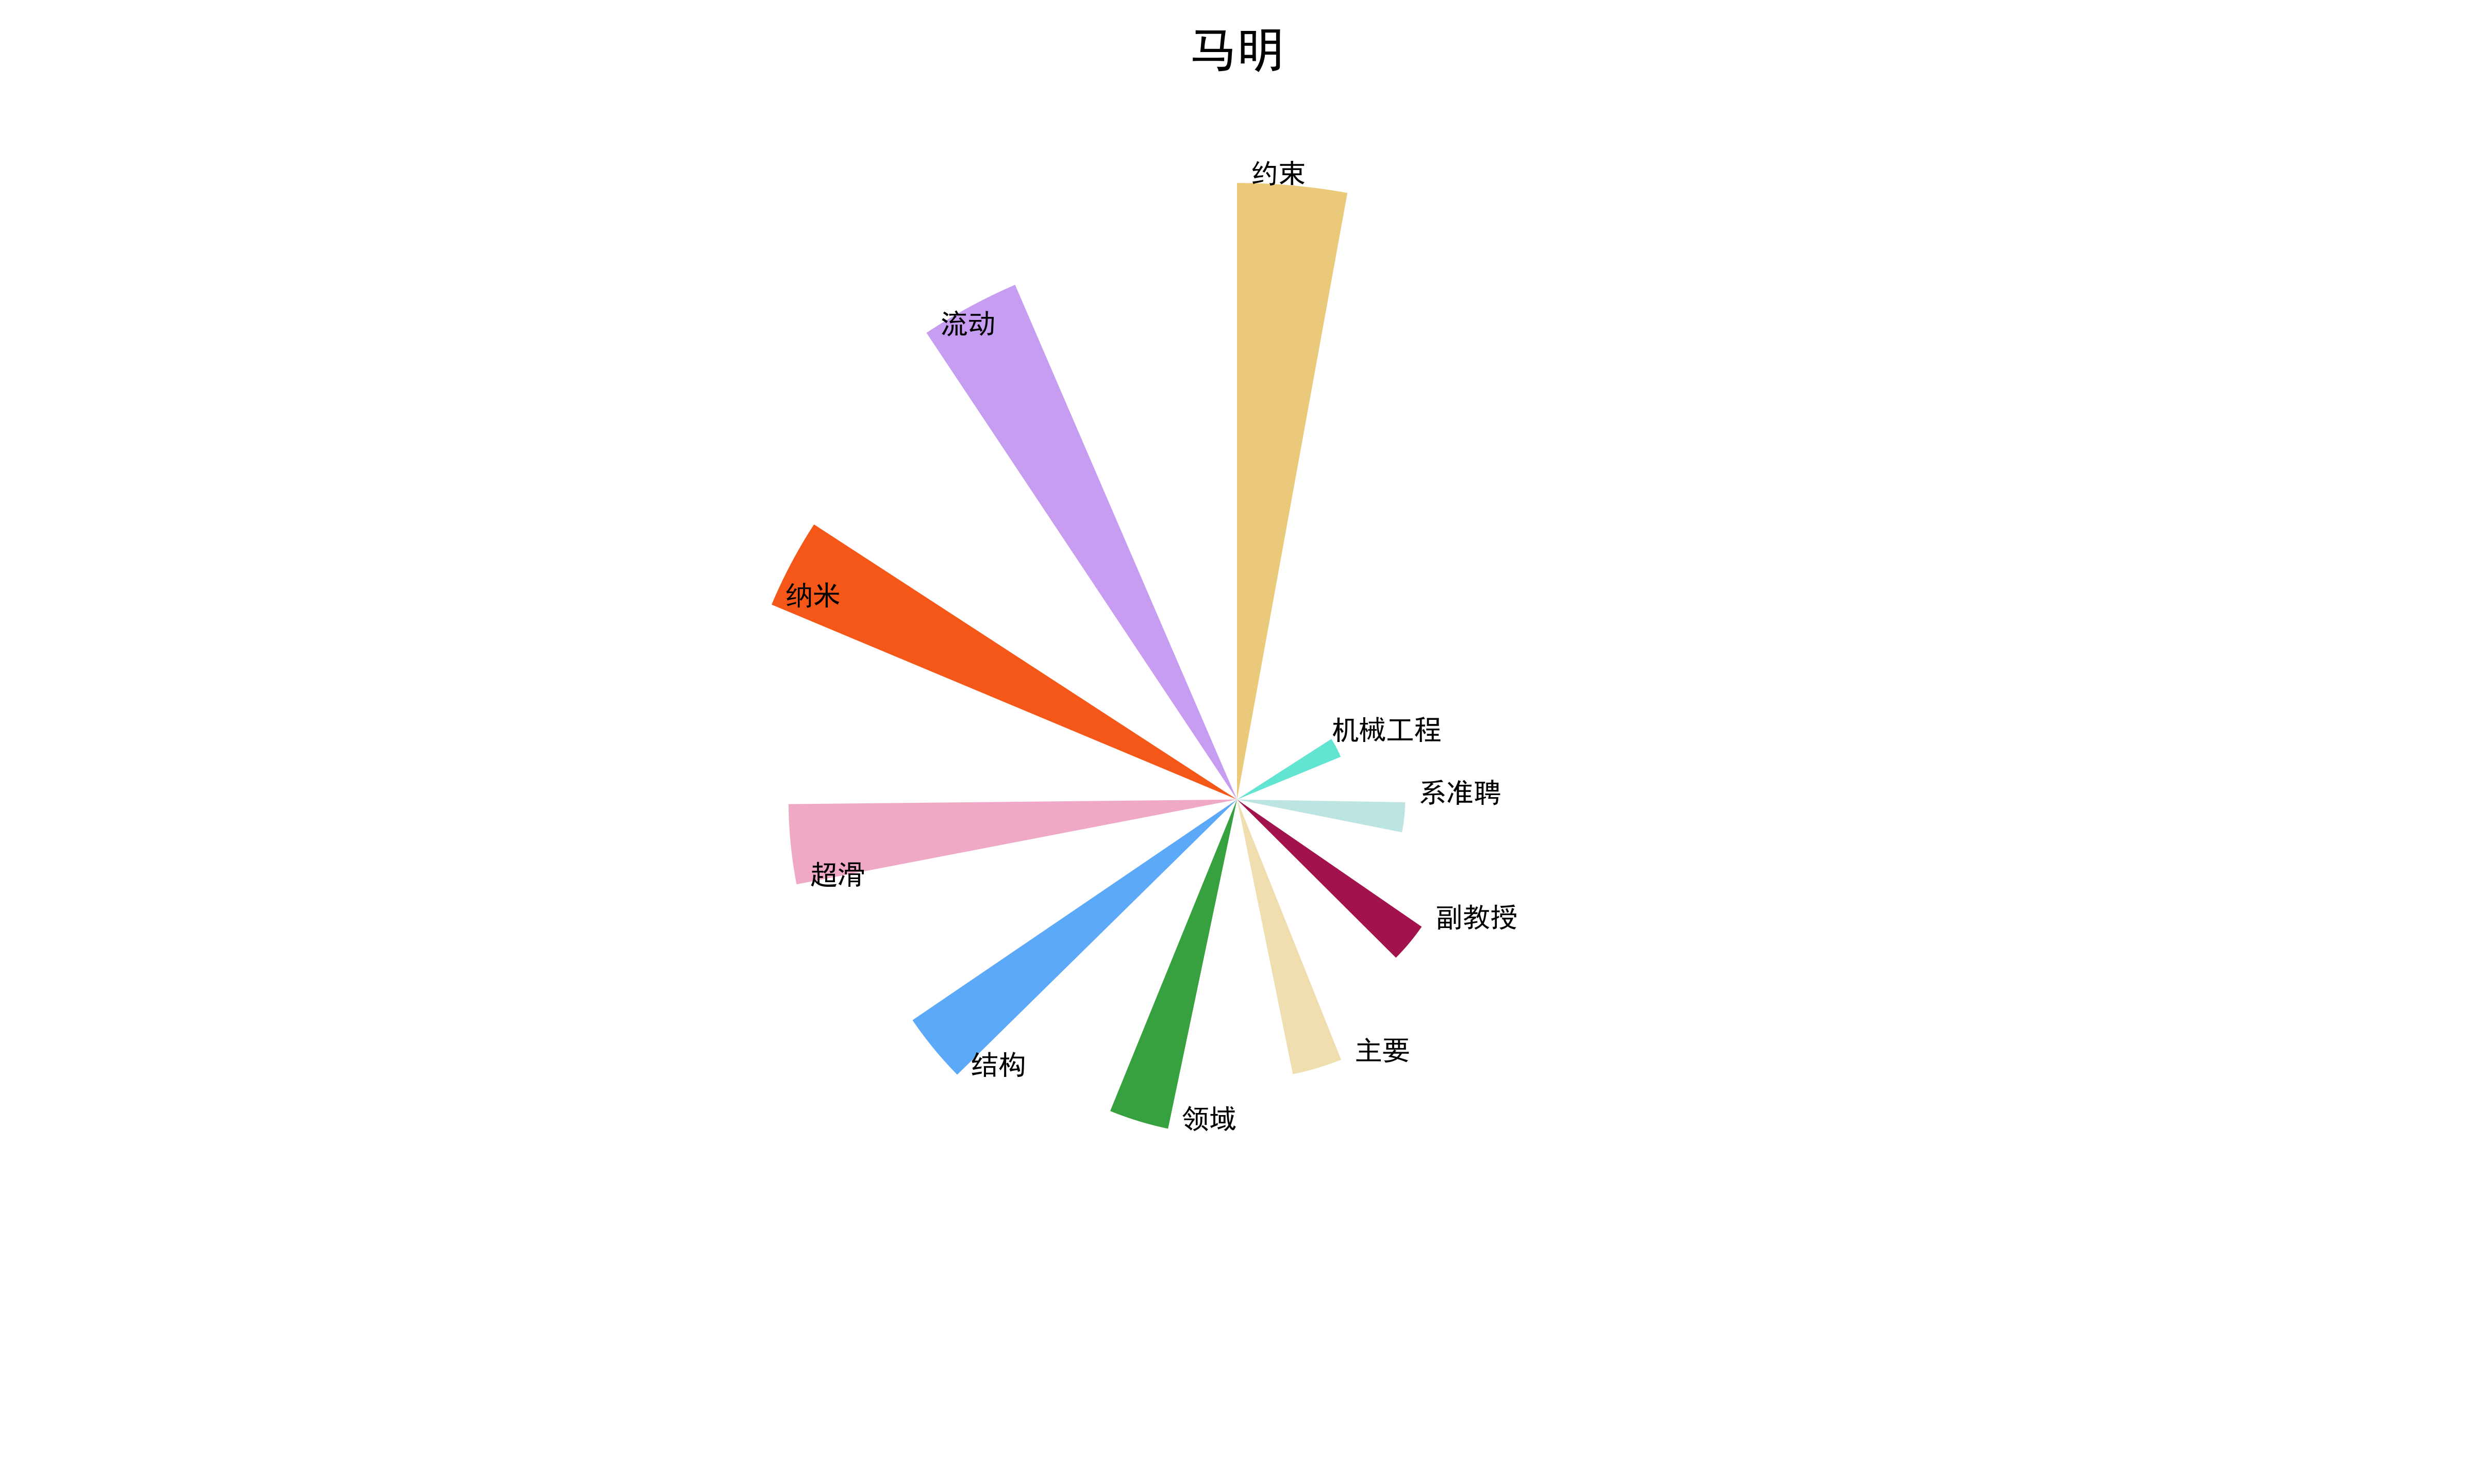 马明
约束
流动
纳米
机械工程
系准聘
超滑
副教授
主要
结构
领域